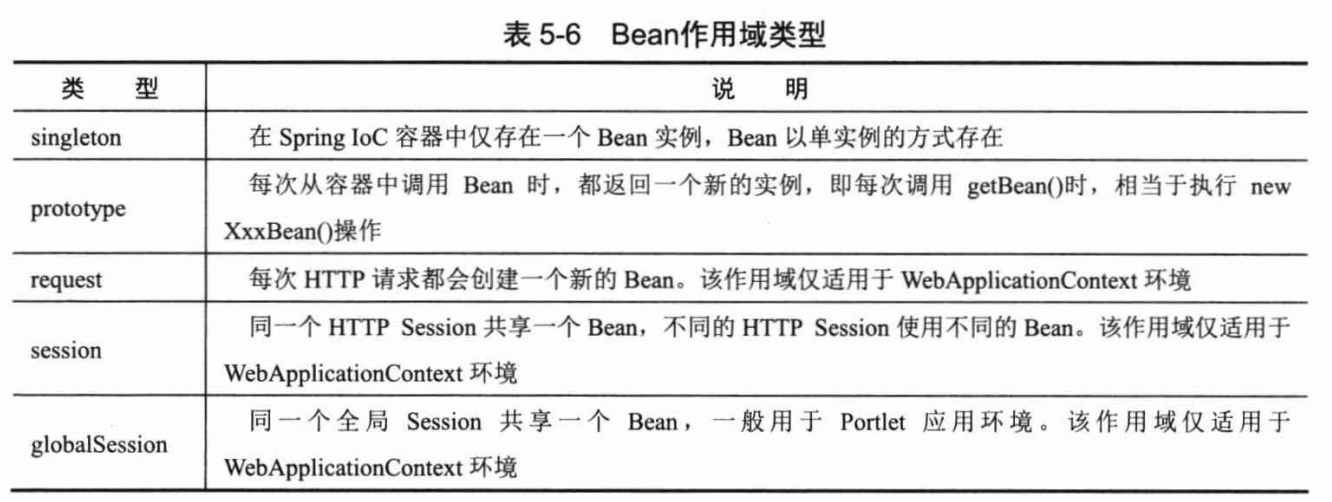 表 5-6 Bean作用域类型
类 型 说 明
singleton 在 Spring IoC 容器中仅存在一个 Bean 实例，Bean 以单实例的方式存在
prototype 每次从容器中调用 Bean 时，都返回一个新的实例，即每次调用 getBean()时，相当于执行 new
XxxBean()操作
request 每次 HTTP 请求都会创建一个新的 Bean。该作用域仅适用于 WebApplicationContext 环境
session 同一个 HTTP Session 共享一个 Bean，不同的 HTTP Session 使用不同的 Bean。该作用域仅适用于
WebApplicationContext 环境
globalSession 同一个全局 Session 共享一个 Bean，一般用于 Portlet 应用环境。该作用域仅适用于
WebApplicationContext 环境